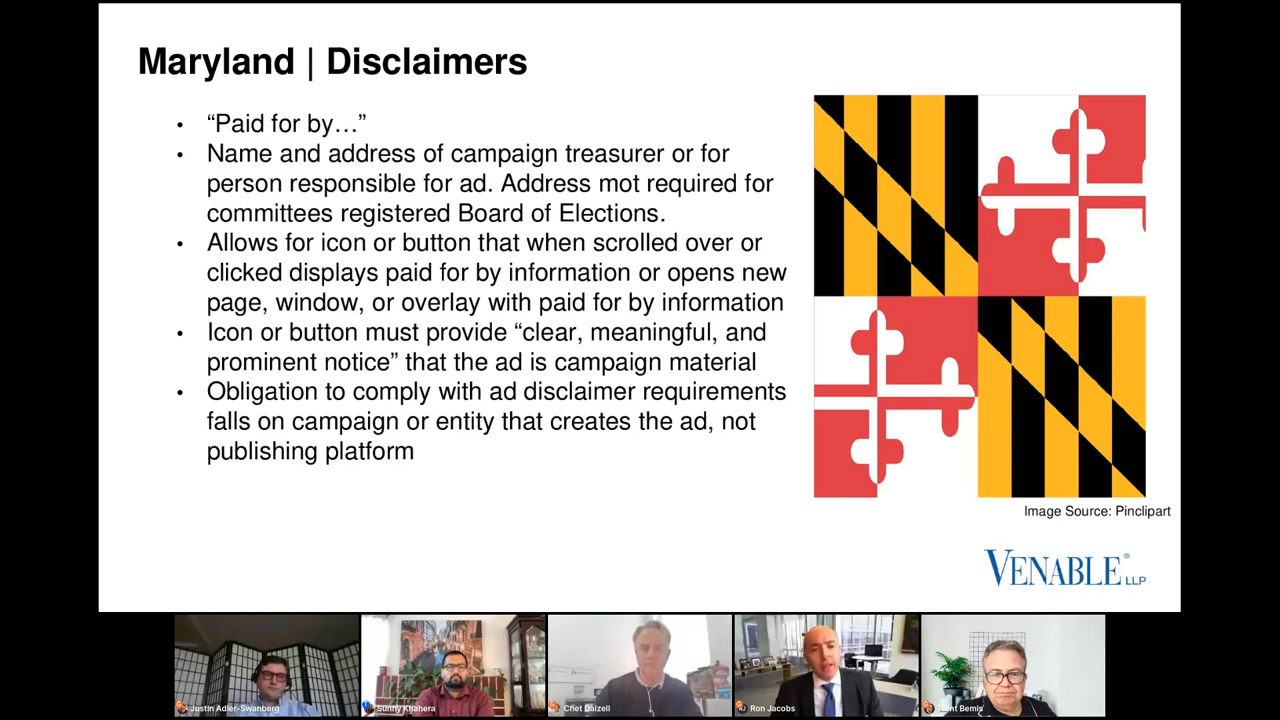 Maryland | Disclaimers
• “Paid for by…”
• Name and address of campaign treasurer or for
person responsible for ad. Address mot required for
committees registered Board of Elections.
• Allows for icon or button that when scrolled over or
clicked displays paid for by information or opens new
page, window, or overlay with paid for by information
• Icon or button must provide “clear, meaningful, and
prominent notice” that the ad is campaign material
• Obligation to comply with ad disclaimer requirements
falls on campaign or entity that creates the ad, not
publishing platform
Image Source: Pinclipart
VENABLE® LLP
Justin Adler-Swanberg
Sunny Khahera
Chet Dalzell
Ron Jacobs
Bemis